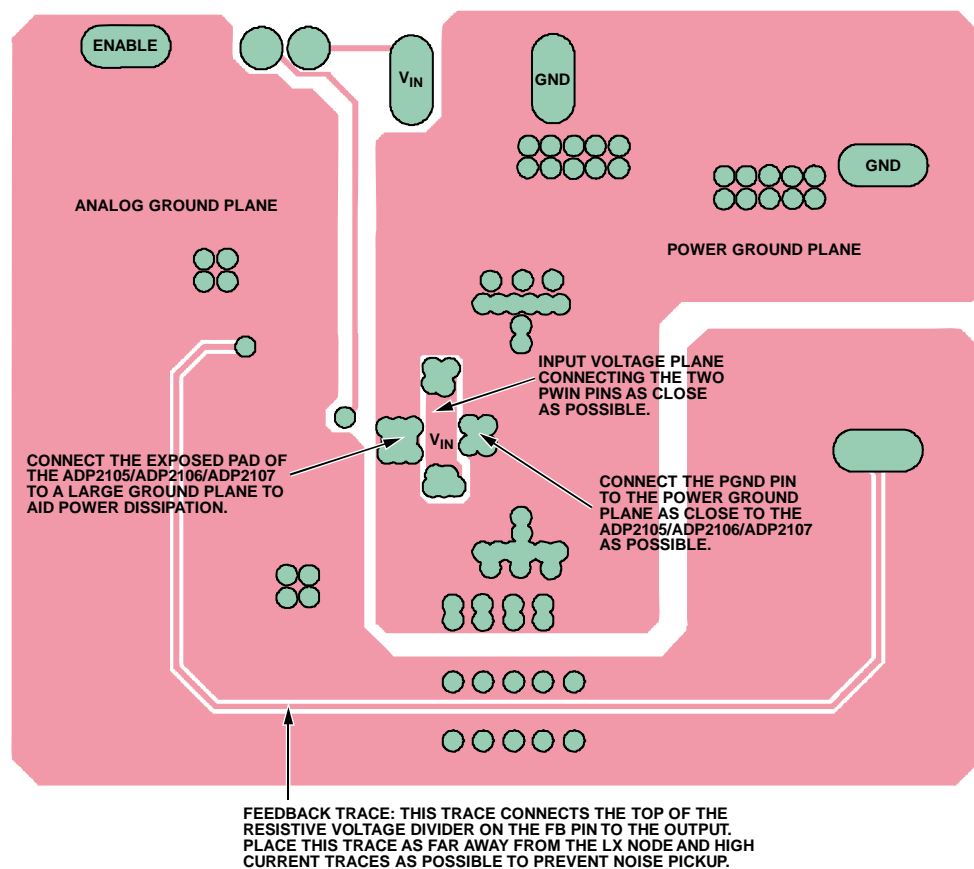 ENABLE
VIN
GND
GND
ANALOG GROUND PLANE
POWER GROUND PLANE
INPUT VOLTAGE PLANE
CONNECTING THE TWO
PWIN PINS AS CLOSE
AS POSSIBLE.
VIN
CONNECT THE EXPOSED PAD OF
THE ADP2105/ADP2106/ADP2107
TO A LARGE GROUND PLANE TO
AID POWER DISSIPATION.
CONNECT THE PGND PIN
TO THE POWER GROUND
PLANE AS CLOSE TO THE
ADP2105/ADP2106/ADP2107
AS POSSIBLE.
FEEDBACK TRACE: THIS TRACE CONNECTS THE TOP OF THE
RESISTIVE VOLTAGE DIVIDER ON THE FB PIN TO THE OUTPUT.
PLACE THIS TRACE AS FAR AWAY FROM THE LX NODE AND HIGH
CURRENT TRACES AS POSSIBLE TO PREVENT NOISE PICKUP.